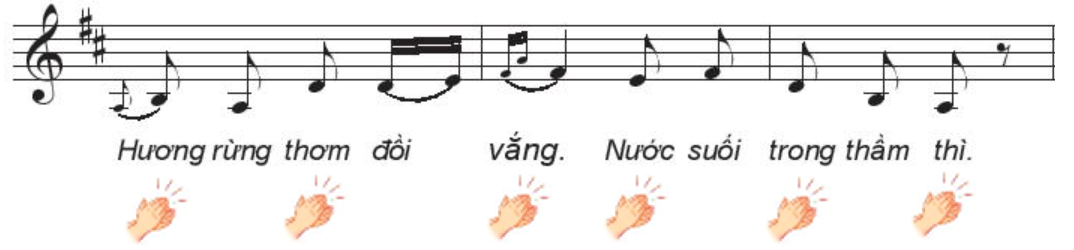 Hương rừng thơm đồi vắng. Nước suối trong thầm thì.